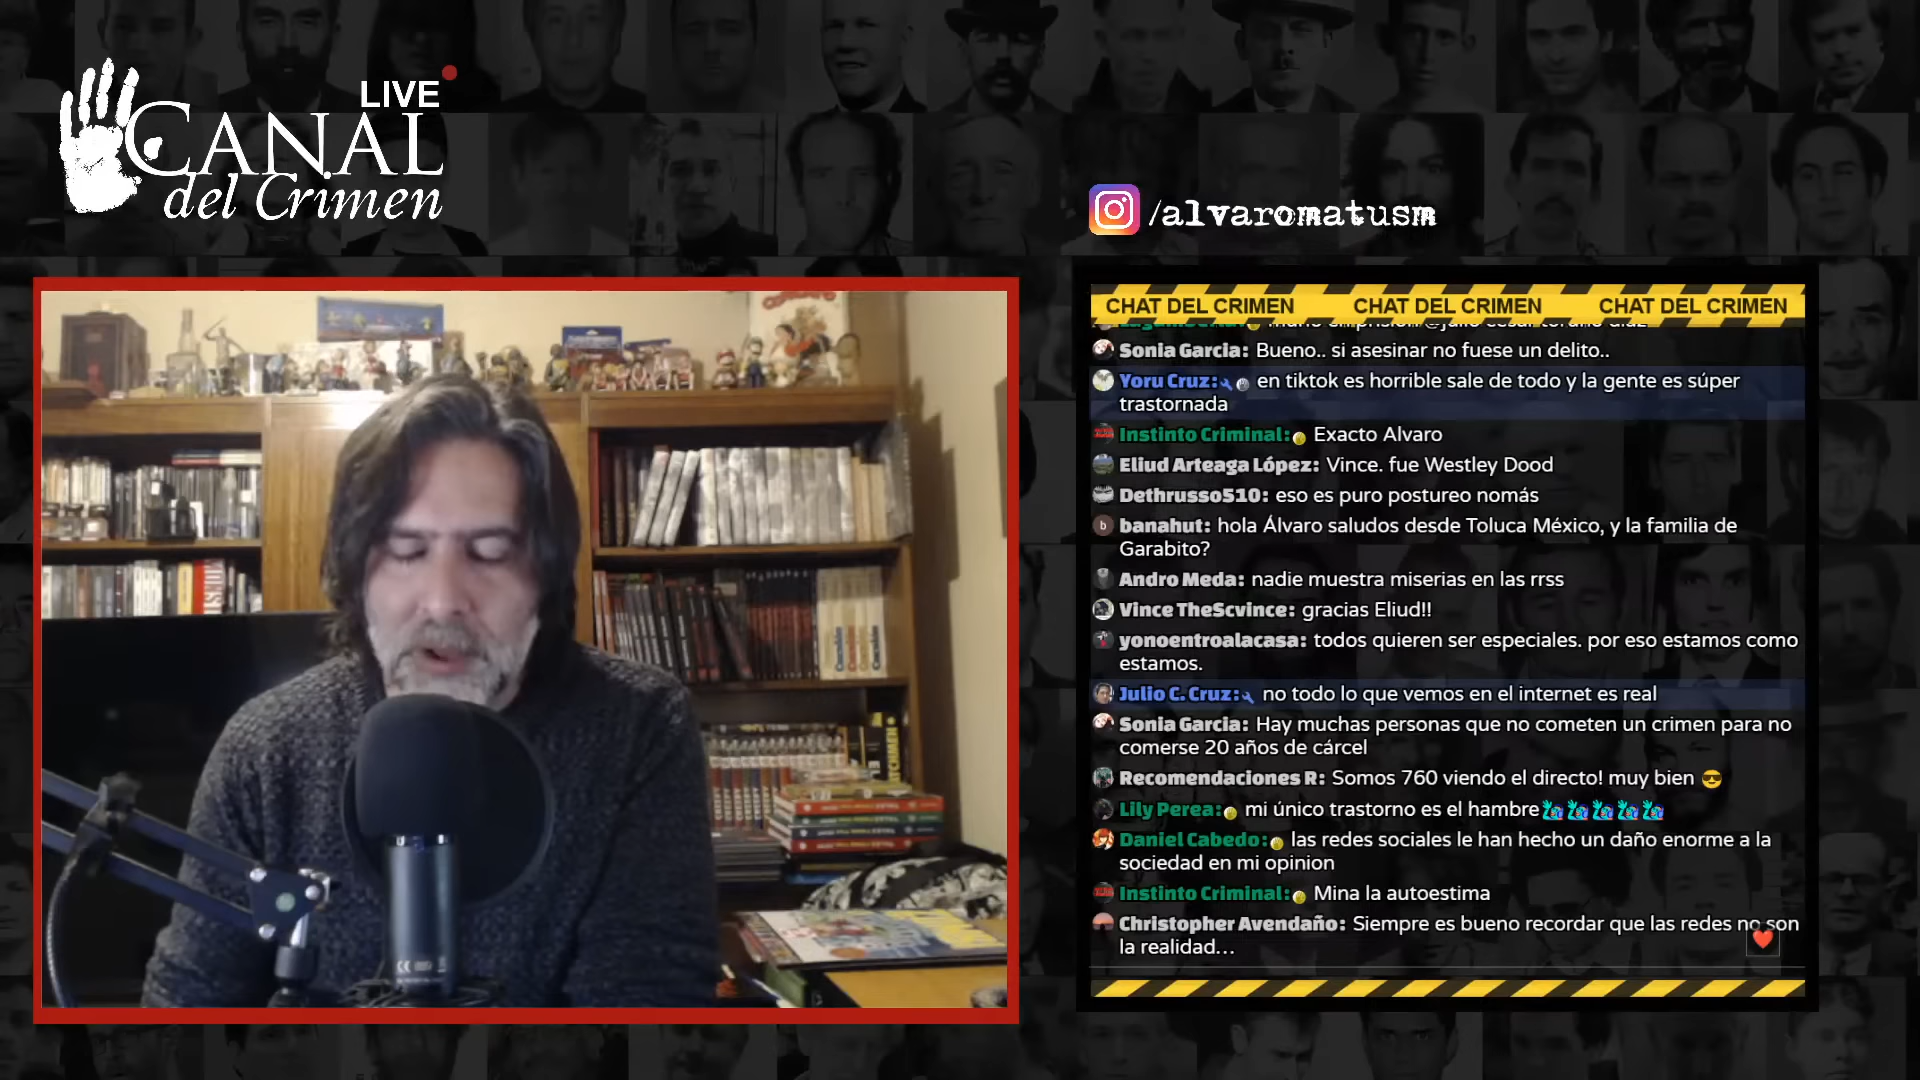 LIVE
CANAL
del Crimen
/alvaromatusm
CHAT DEL CRIMEN CHAT DEL CRIMEN CHAT DEL CRIMEN
Sonia Garcia: Bueno.. si asesinar no fuese un delito..
Yoru Cruz: en tiktok es horrible sale de todo y la gente es súper
trastornada
Instinto Criminal: Exacto Alvaro
Eliud Arteaga López: Vince. fue Westley Dood
Dethrusso510: eso es puro postureo nomás
banahut: hola Álvaro saludos desde Toluca México, y la familia de
Garabito?
Andro Meda: nadie muestra miserias en las rrss
Vince TheScvince: gracias Eliud!!
yonoentroalacasa: todos quieren ser especiales. por eso estamos como
estamos.
Julio C. Cruz: no todo lo que vemos en el internet es real
Sonia Garcia: Hay muchas personas que no cometen un crimen para no
comerse 20 años de cárcel
Recomendaciones R: Somos 760 viendo el directo! muy bien 😎
Lily Perea: mi único trastorno es el hambre
Daniel Cabedo: las redes sociales le han hecho un daño enorme a la
sociedad en mi opinion
Instinto Criminal: Mina la autoestima
Christopher Avendaño: Siempre es bueno recordar que las redes no son
la realidad...